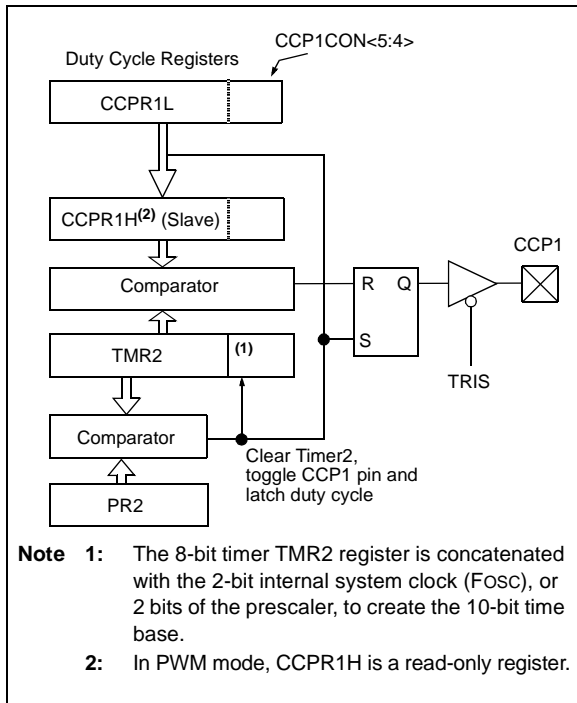 CCP1CON<5:4>
Duty Cycle Registers
CCPR1L
CCPR1H(2) (Slave)
CCP1
Comparator
R Q
TMR2
(1)
S
TRIS
Comparator
Clear Timer2,
toggle CCP1 pin and
latch duty cycle
PR2
Note 1: The 8-bit timer TMR2 register is concatenated
with the 2-bit internal system clock (FOSC), or
2 bits of the prescaler, to create the 10-bit time
base.
2: In PWM mode, CCPR1H is a read-only register.